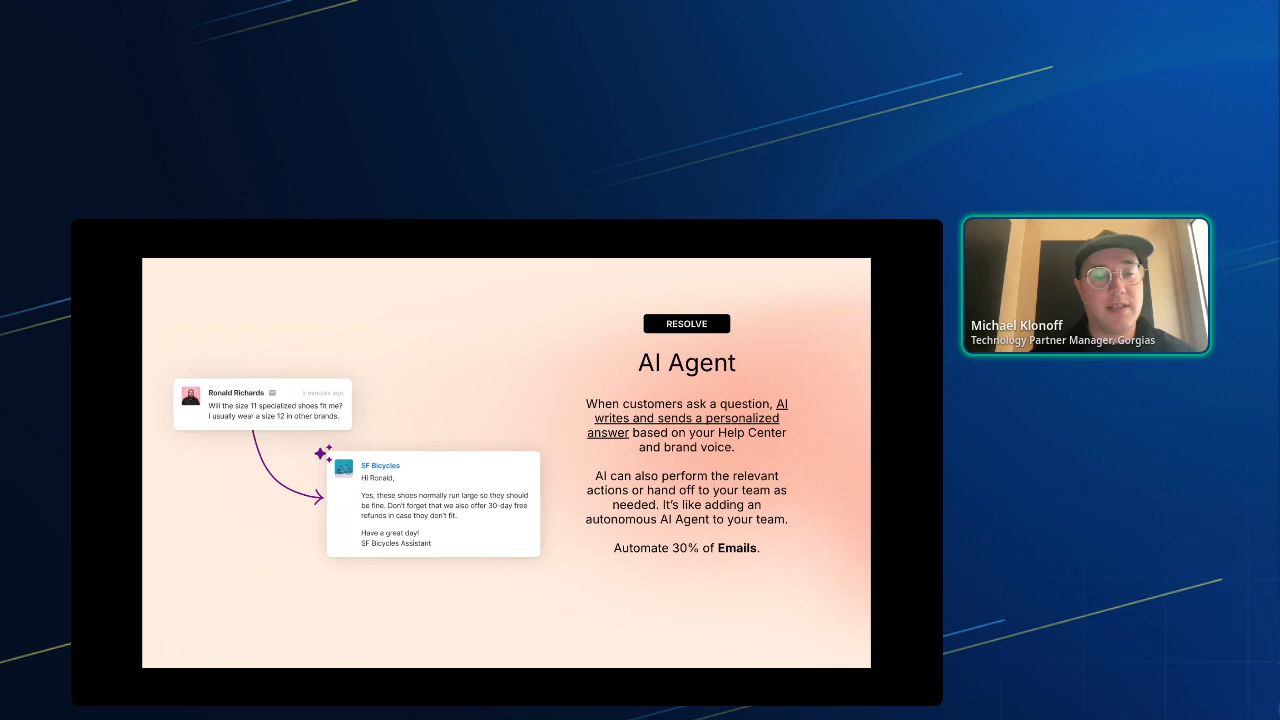 RESOLVE
AI Agent
Ronald Richards
5 minutes ago
Will the size 11 specialized shoes fit me?
I usually wear a size 12 in other brands.
SF Bicycles
Hi Ronald,
Yes, these shoes normally run large so they should
be fine. Don't forget that we also offer 30-day free
refunds in case they don't fit.
Have a great day!
SF Bicycles Assistant
When customers ask a question, AI
writes and sends a personalized
answer based on your Help Center
and brand voice.
AI can also perform the relevant
actions or hand off to your team as
needed. It's like adding an
autonomous AI Agent to your team.
Automate 30% of Emails.
Michael Klonoff
Technology Partner Manager, Gorgias